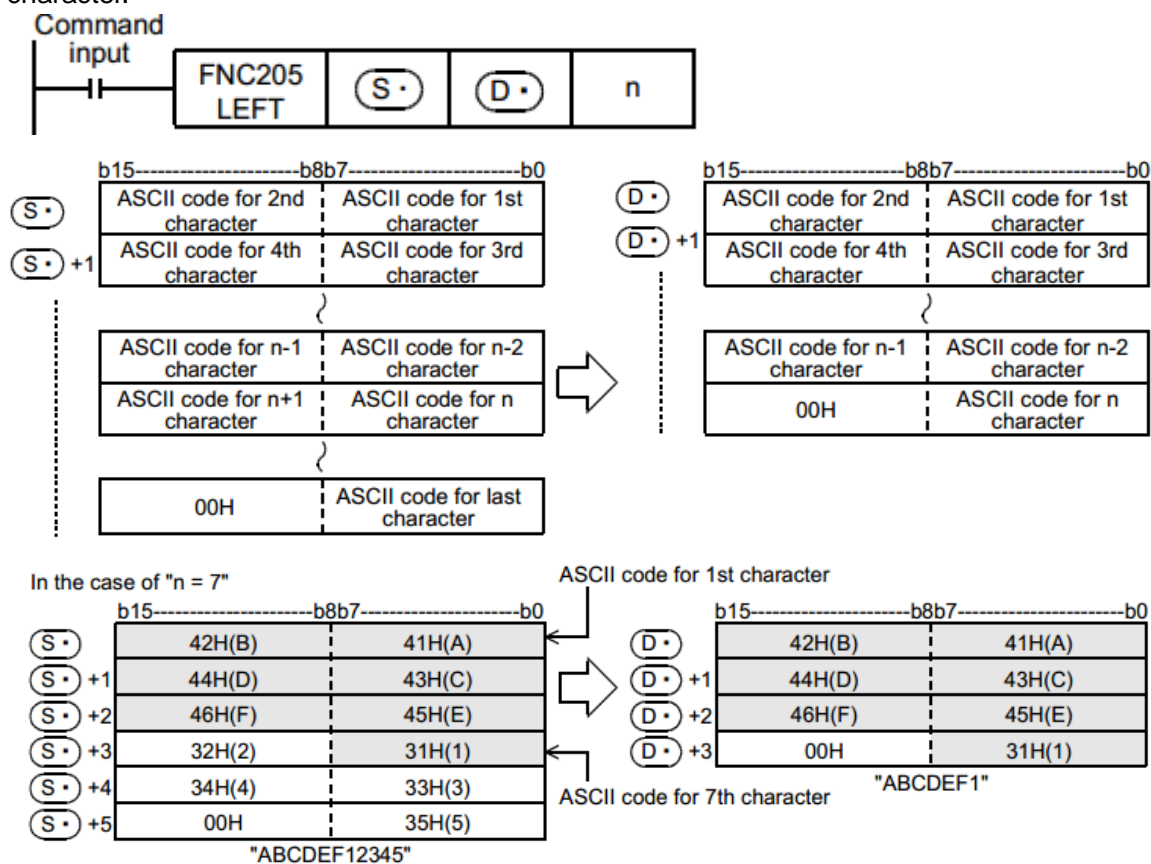 character.
Command
input
FNC205
LEFT
S·
D·
n
b15----------------------b8b7----------------------b0
S·
ASCII code for 2nd character
ASCII code for 1st character
S· +1
ASCII code for 4th character
ASCII code for 3rd character
ASCII code for n-1 character
ASCII code for n-2 character
ASCII code for n+1 character
ASCII code for n character
00H
ASCII code for last character
b15----------------------b8b7----------------------b0
D·
ASCII code for 2nd character
ASCII code for 1st character
D· +1
ASCII code for 4th character
ASCII code for 3rd character
ASCII code for n-1 character
ASCII code for n-2 character
00H
ASCII code for n character
In the case of "n = 7"
ASCII code for 1st character
b15----------------------b8b7----------------------b0
S· 42H(B) 41H(A)
S· +1 44H(D) 43H(C)
S· +2 46H(F) 45H(E)
S· +3 32H(2) 31H(1)
S· +4 34H(4) 33H(3)
S· +5 00H 35H(5)
"ABCDEF12345"
ASCII code for 7th character
b15----------------------b8b7----------------------b0
D· 42H(B) 41H(A)
D· +1 44H(D) 43H(C)
D· +2 46H(F) 45H(E)
D· +3 00H 31H(1)
"ABCDEF1"